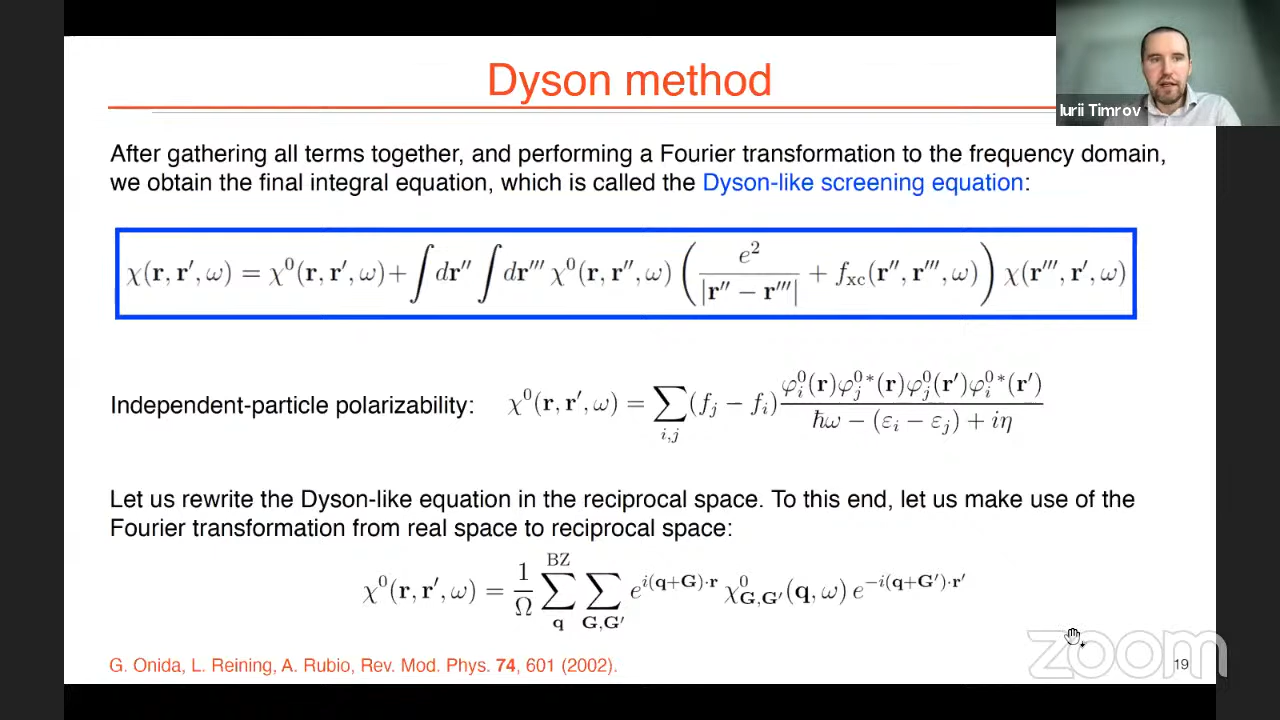 Dyson method
Iurii Timrov
After gathering all terms together, and performing a Fourier transformation to the frequency domain,
we obtain the final integral equation, which is called the Dyson-like screening equation:
χ(r, r′, ω) = χ⁰(r, r′, ω) + ∫ dr″ ∫ dr‴ χ⁰(r, r″, ω) ( e² / |r″ − r‴| + f_xc(r″, r‴, ω) ) χ(r‴, r′, ω)
Independent-particle polarizability: χ⁰(r, r′, ω) = ∑_{i,j} (f_j − f_i) φ_i⁰(r)φ_j⁰*(r)φ_j⁰(r′)φ_i⁰*(r′) / ħω − (ε_i − ε_j) + iη
Let us rewrite the Dyson-like equation in the reciprocal space. To this end, let us make use of the
Fourier transformation from real space to reciprocal space:
χ⁰(r, r′, ω) = 1/Ω ∑_q^BZ ∑_{G,G′} e^{i(q+G)·r} χ⁰_{G,G′}(q, ω) e^{−i(q+G′)·r′}
zoom
G. Onida, L. Reining, A. Rubio, Rev. Mod. Phys. 74, 601 (2002).
19